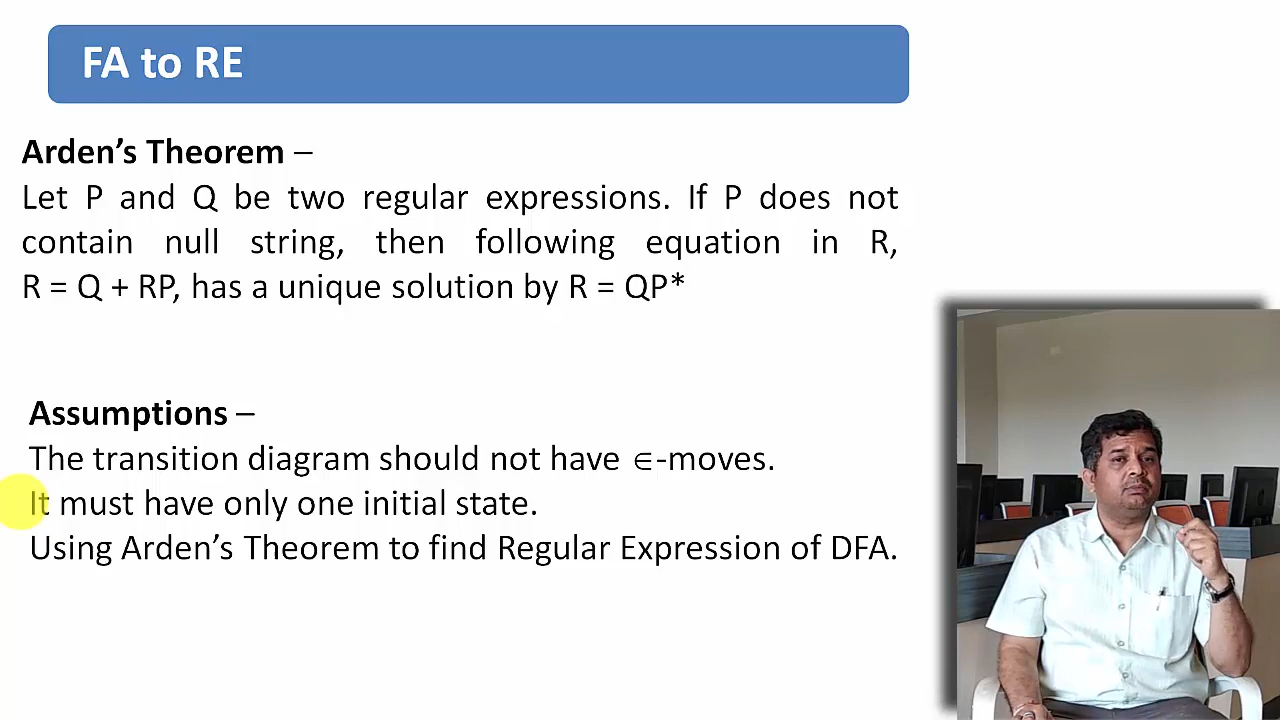 FA to RE
Arden’s Theorem –
Let P and Q be two regular expressions. If P does not
contain null string, then following equation in R,
R = Q + RP, has a unique solution by R = QP*
Assumptions –
The transition diagram should not have ∈-moves.
It must have only one initial state.
Using Arden’s Theorem to find Regular Expression of DFA.